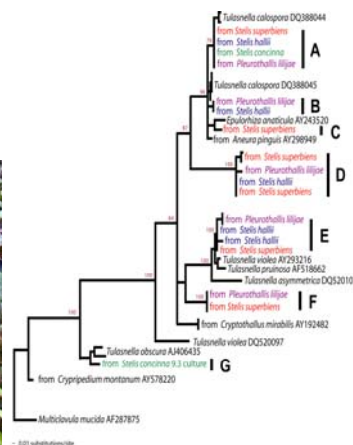 Tulasnella calospora DQ388044
from Stelis superbiens
from Stelis hallii
from Stelis concinna
from Pleurothallis lilijae
A
Tulasnella calospora DQ388045
from Pleurothallis lilijae
from Stelis hallii
B
Epulorhiza anaticula AY243520
from Stelis superbiens
C
from Aneura pinguis AY298949
from Stelis superbiens
from Pleurothallis lilijae
from Stelis hallii
from Stelis superbiens
D
from Pleurothallis lilijae
from Stelis hallii
from Stelis hallii
from Stelis superbiens
E
Tulasnella violea AY293216
Tulasnella pruinosa AF518662
Tulasnella asymmetrica DQ52010
from Pleurothallis lilijae
from Stelis superbiens
F
from Cryptothallus mirabilis AY192482
Tulasnella violea DQ520097
Tulasnella obscura AJ406435
from Stelis concinna 9.3 culture
G
from Crypripedium montanum AY578220
Multiclavula mucida AF287875
substitutions/site